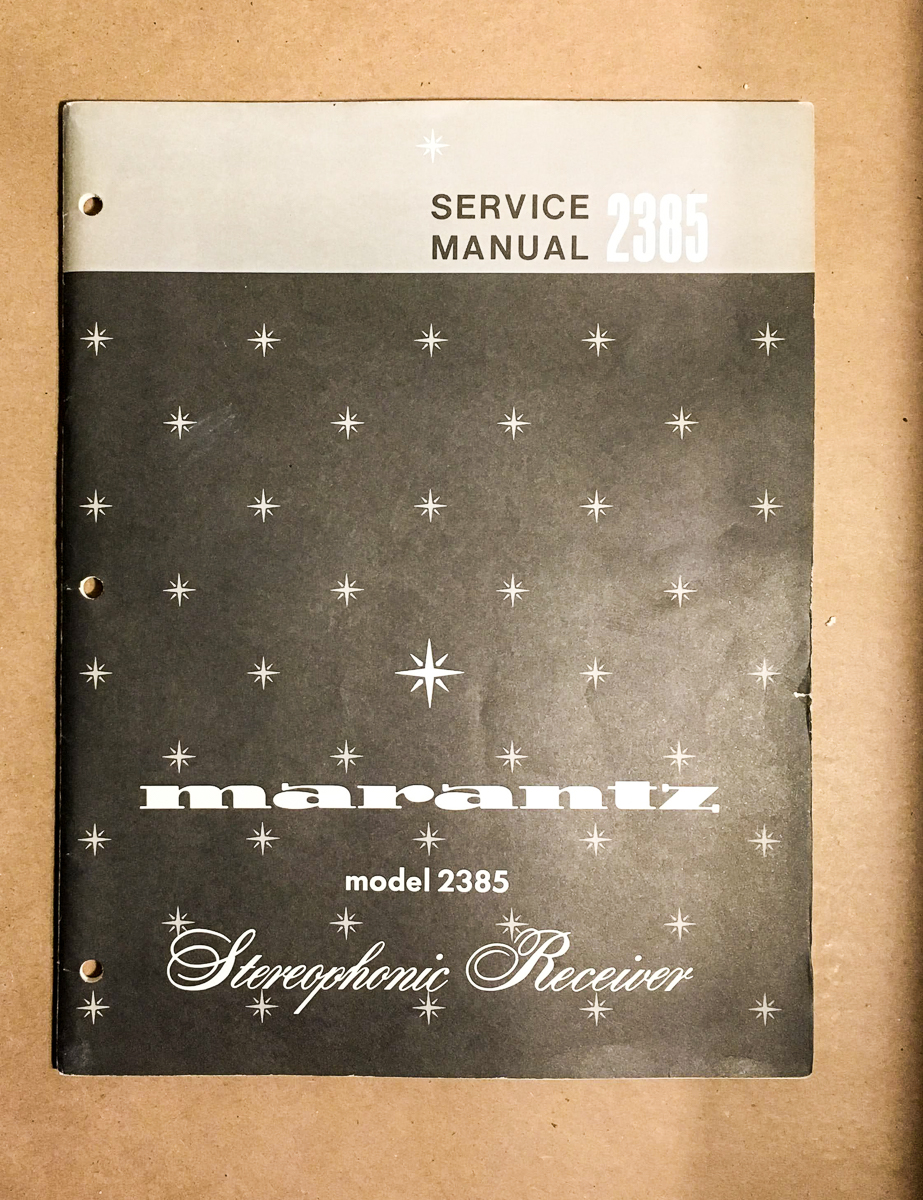 SERVICE
MANUAL 2385
marantz
model 2385
Stereophonic Receiver